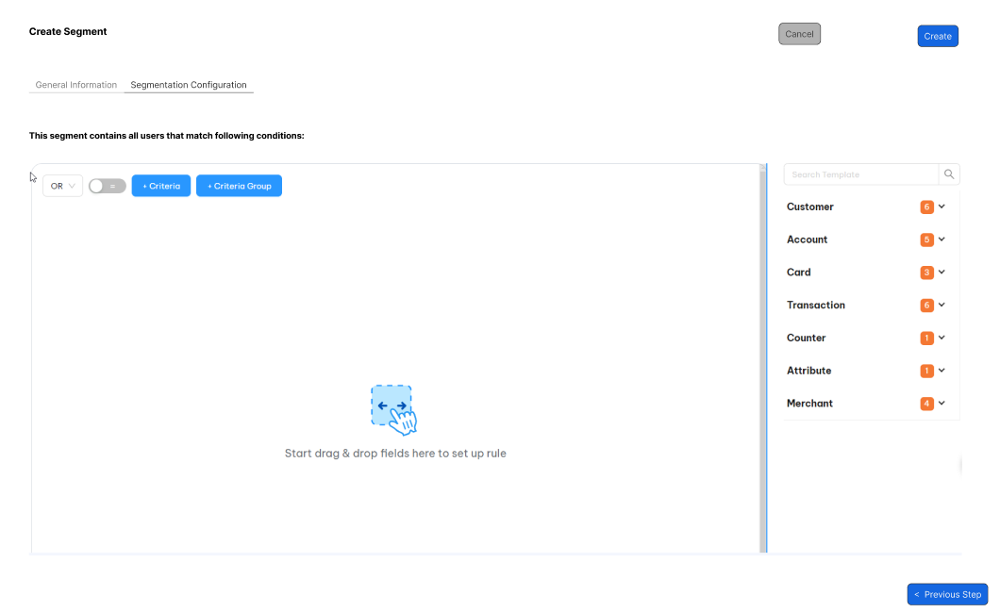 Create Segment
Cancel
Create
General Information
Segmentation Configuration
This segment contains all users that match following conditions:
OR
=
+ Criteria
+ Criteria Group
Start drag & drop fields here to set up rule
Search Template
Customer 6
Account 5
Card 3
Transaction 6
Counter 1
Attribute 1
Merchant 4
< Previous Step